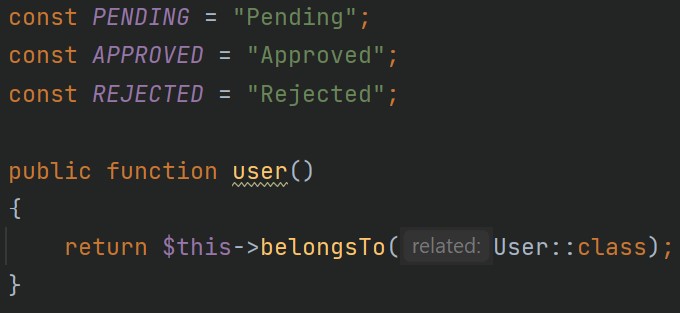 const PENDING = "Pending";
const APPROVED = "Approved";
const REJECTED = "Rejected";
public function user()
{
return $this->belongsTo( related: User::class);
}